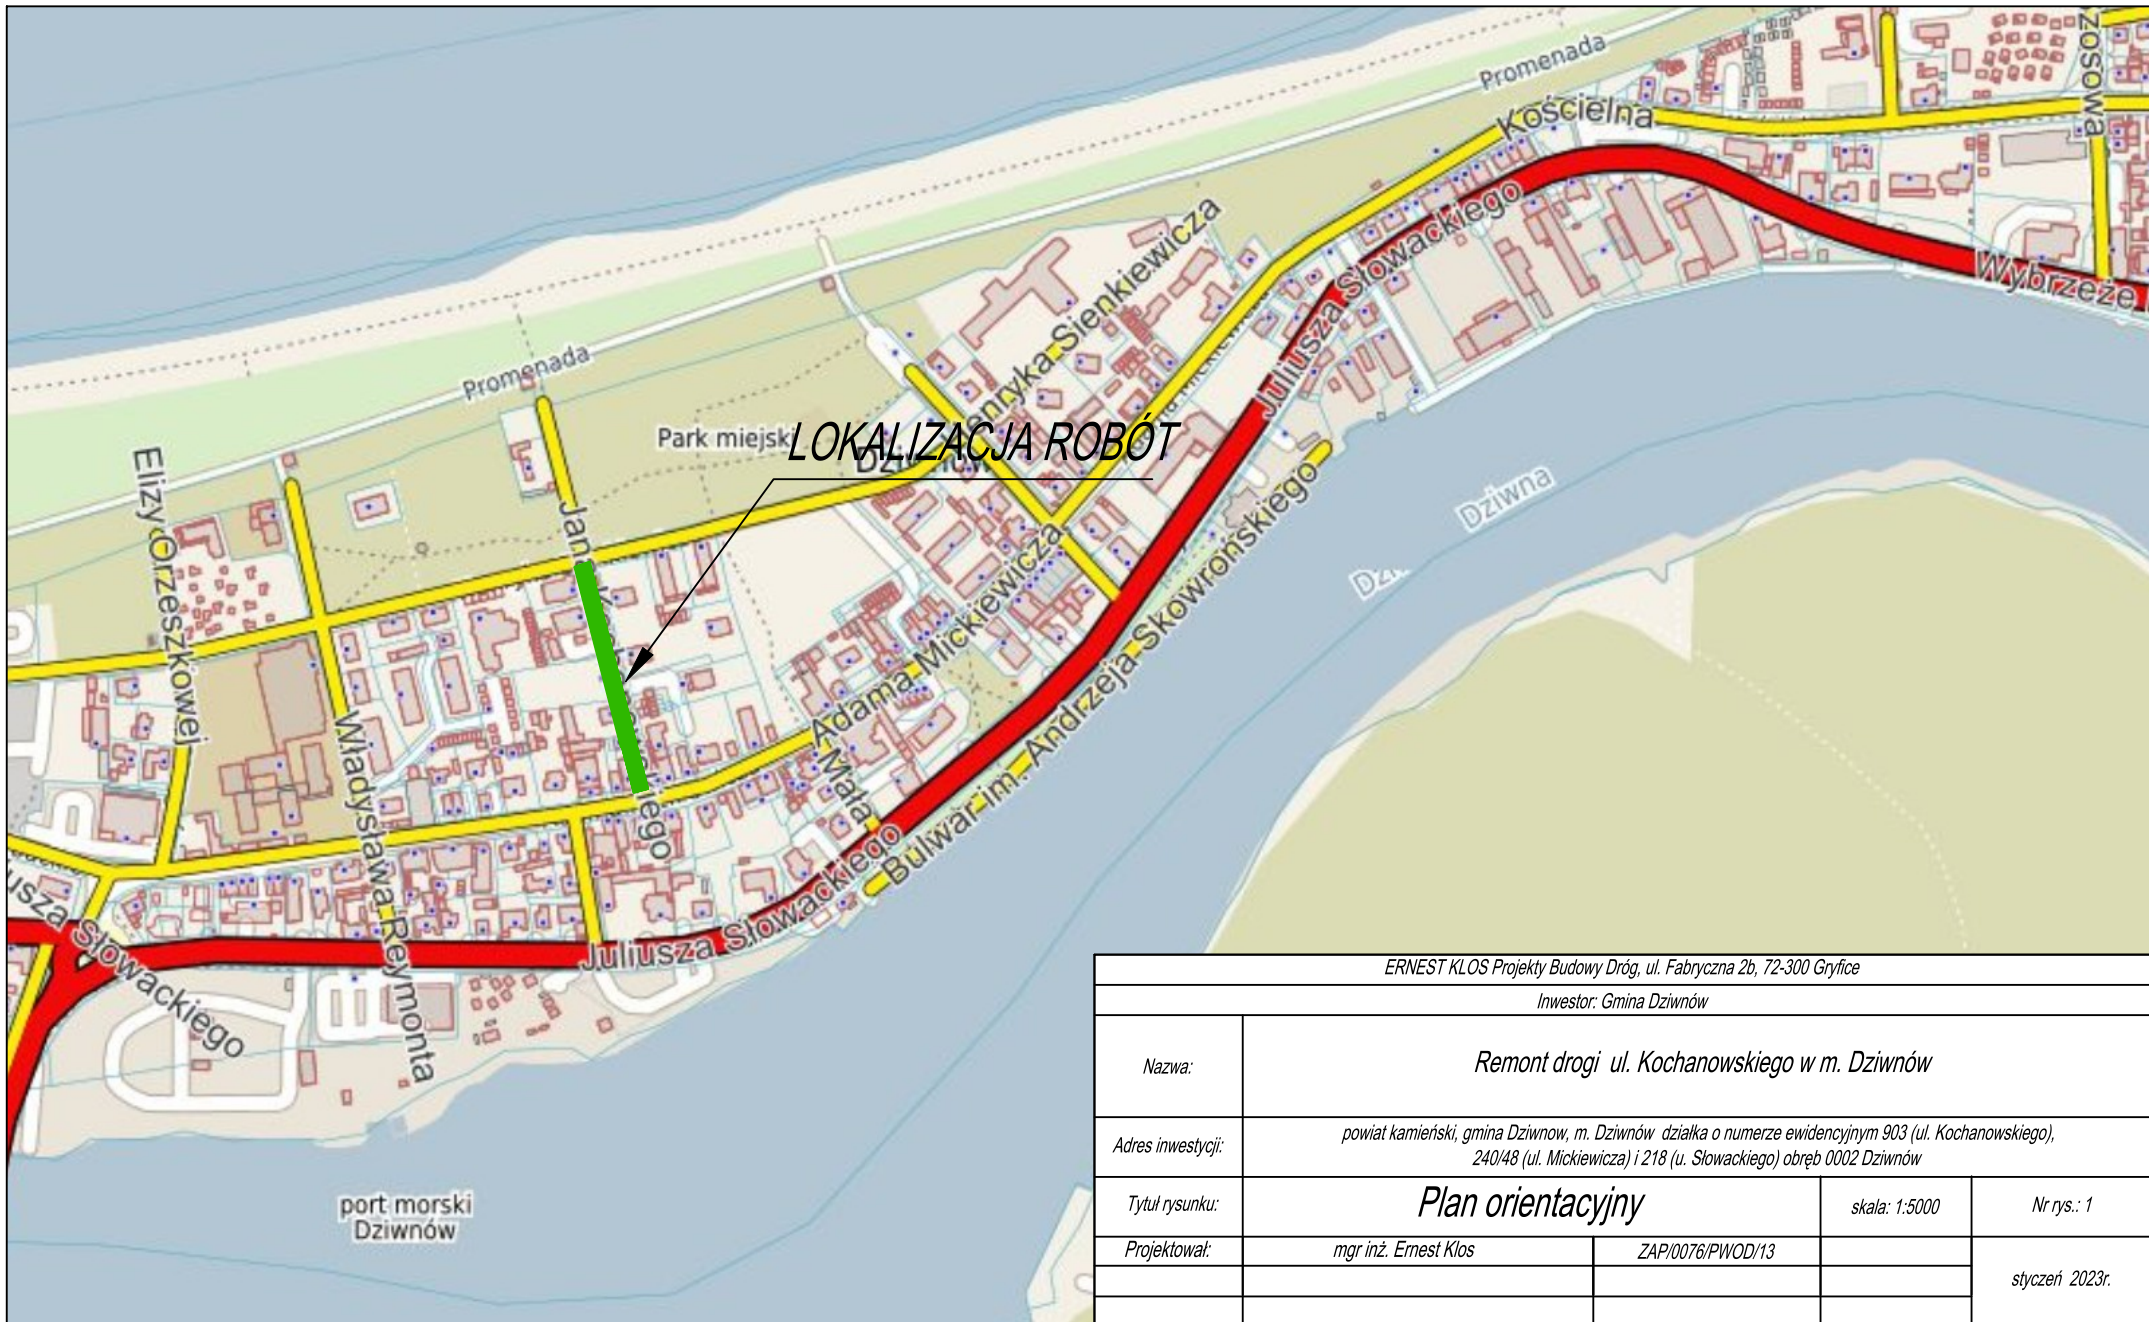 Promenada
Kościelna
zosowa
Henryka Sienkiewicza
Juliusza Słowackiego
Wybrzeże
Promenada
Park miejski
LOKALIZACJA ROBÓT
Elizy Orzeszkowej
Dziwna
Adama Mickiewicza
Władysława Reymonta
Mała
Bulwar im. Andrzeja Skowrońskiego
Juliusza Słowackiego
usza Słowackiego
port morski
Dziwnów
ERNEST KLOS Projekty Budowy Dróg, ul. Fabryczna 2b, 72-300 Gryfice
Inwestor: Gmina Dziwnów
Nazwa:
Remont drogi ul. Kochanowskiego w m. Dziwnów
Adres inwestycji:
powiat kamieński, gmina Dziwnow, m. Dziwnów działka o numerze ewidencyjnym 903 (ul. Kochanowskiego),
240/48 (ul. Mickiewicza) i 218 (u. Słowackiego) obręb 0002 Dziwnów
Tytuł rysunku:
Plan orientacyjny
skala: 1:5000
Nr rys.: 1
Projektował:
mgr inż. Ernest Klos
ZAP/0076/PWOD/13
styczeń 2023r.